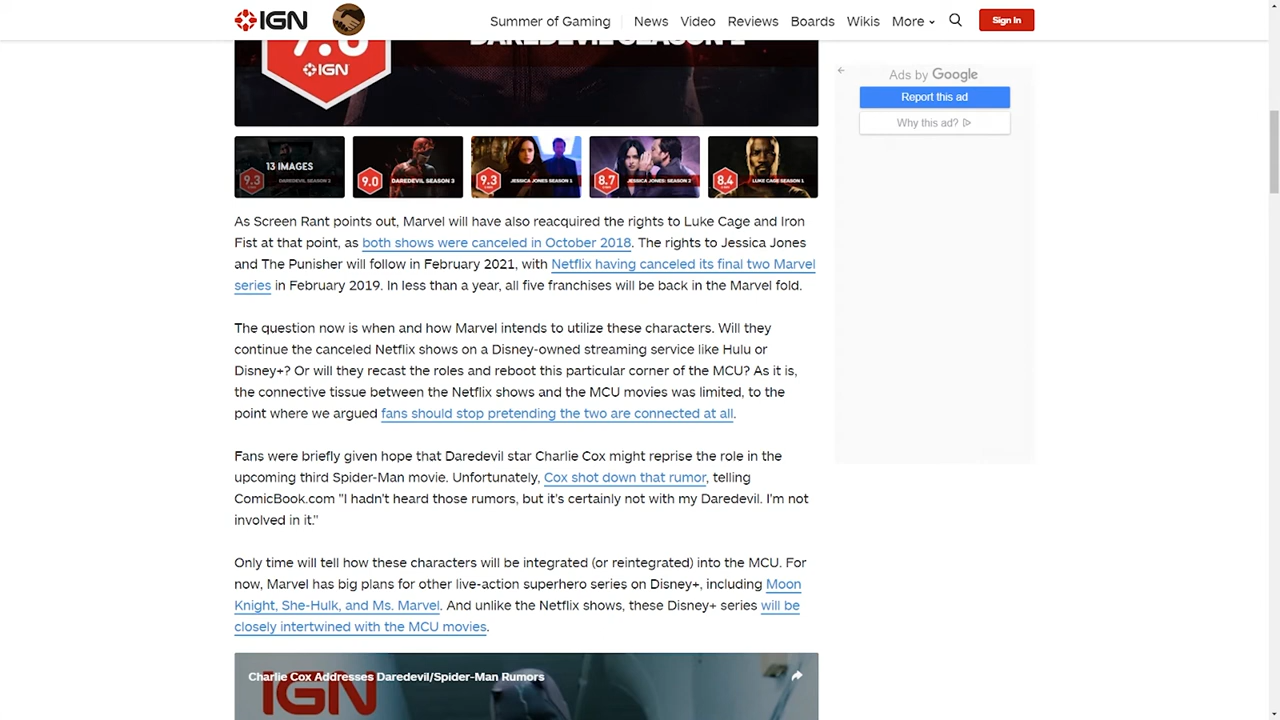 IGN
Summer of Gaming
News
Video
Reviews
Boards
Wikis
More
Sign In
IGN
DAREDEVIL SEASON
Ads by Google
Report this ad
Why this ad?
13 IMAGES
9.3
DAREDEVIL SEASON 2
9.0
DAREDEVIL SEASON 3
9.3
JESSICA JONES SEASON 1
8.7
JESSICA JONES: SEASON 2
8.4
LUKE CAGE SEASON 1
As Screen Rant points out, Marvel will have also reacquired the rights to Luke Cage and Iron
Fist at that point, as both shows were canceled in October 2018. The rights to Jessica Jones
and The Punisher will follow in February 2021, with Netflix having canceled its final two Marvel
series in February 2019. In less than a year, all five franchises will be back in the Marvel fold.
The question now is when and how Marvel intends to utilize these characters. Will they
continue the canceled Netflix shows on a Disney-owned streaming service like Hulu or
Disney+? Or will they recast the roles and reboot this particular corner of the MCU? As it is,
the connective tissue between the Netflix shows and the MCU movies was limited, to the
point where we argued fans should stop pretending the two are connected at all.
Fans were briefly given hope that Daredevil star Charlie Cox might reprise the role in the
upcoming third Spider-Man movie. Unfortunately, Cox shot down that rumor, telling
ComicBook.com "I hadn't heard those rumors, but it's certainly not with my Daredevil. I'm not
involved in it."
Only time will tell how these characters will be integrated (or reintegrated) into the MCU. For
now, Marvel has big plans for other live-action superhero series on Disney+, including Moon
Knight, She-Hulk, and Ms. Marvel. And unlike the Netflix shows, these Disney+ series will be
closely intertwined with the MCU movies.
Charlie Cox Addresses Daredevil/Spider-Man Rumors
IGN